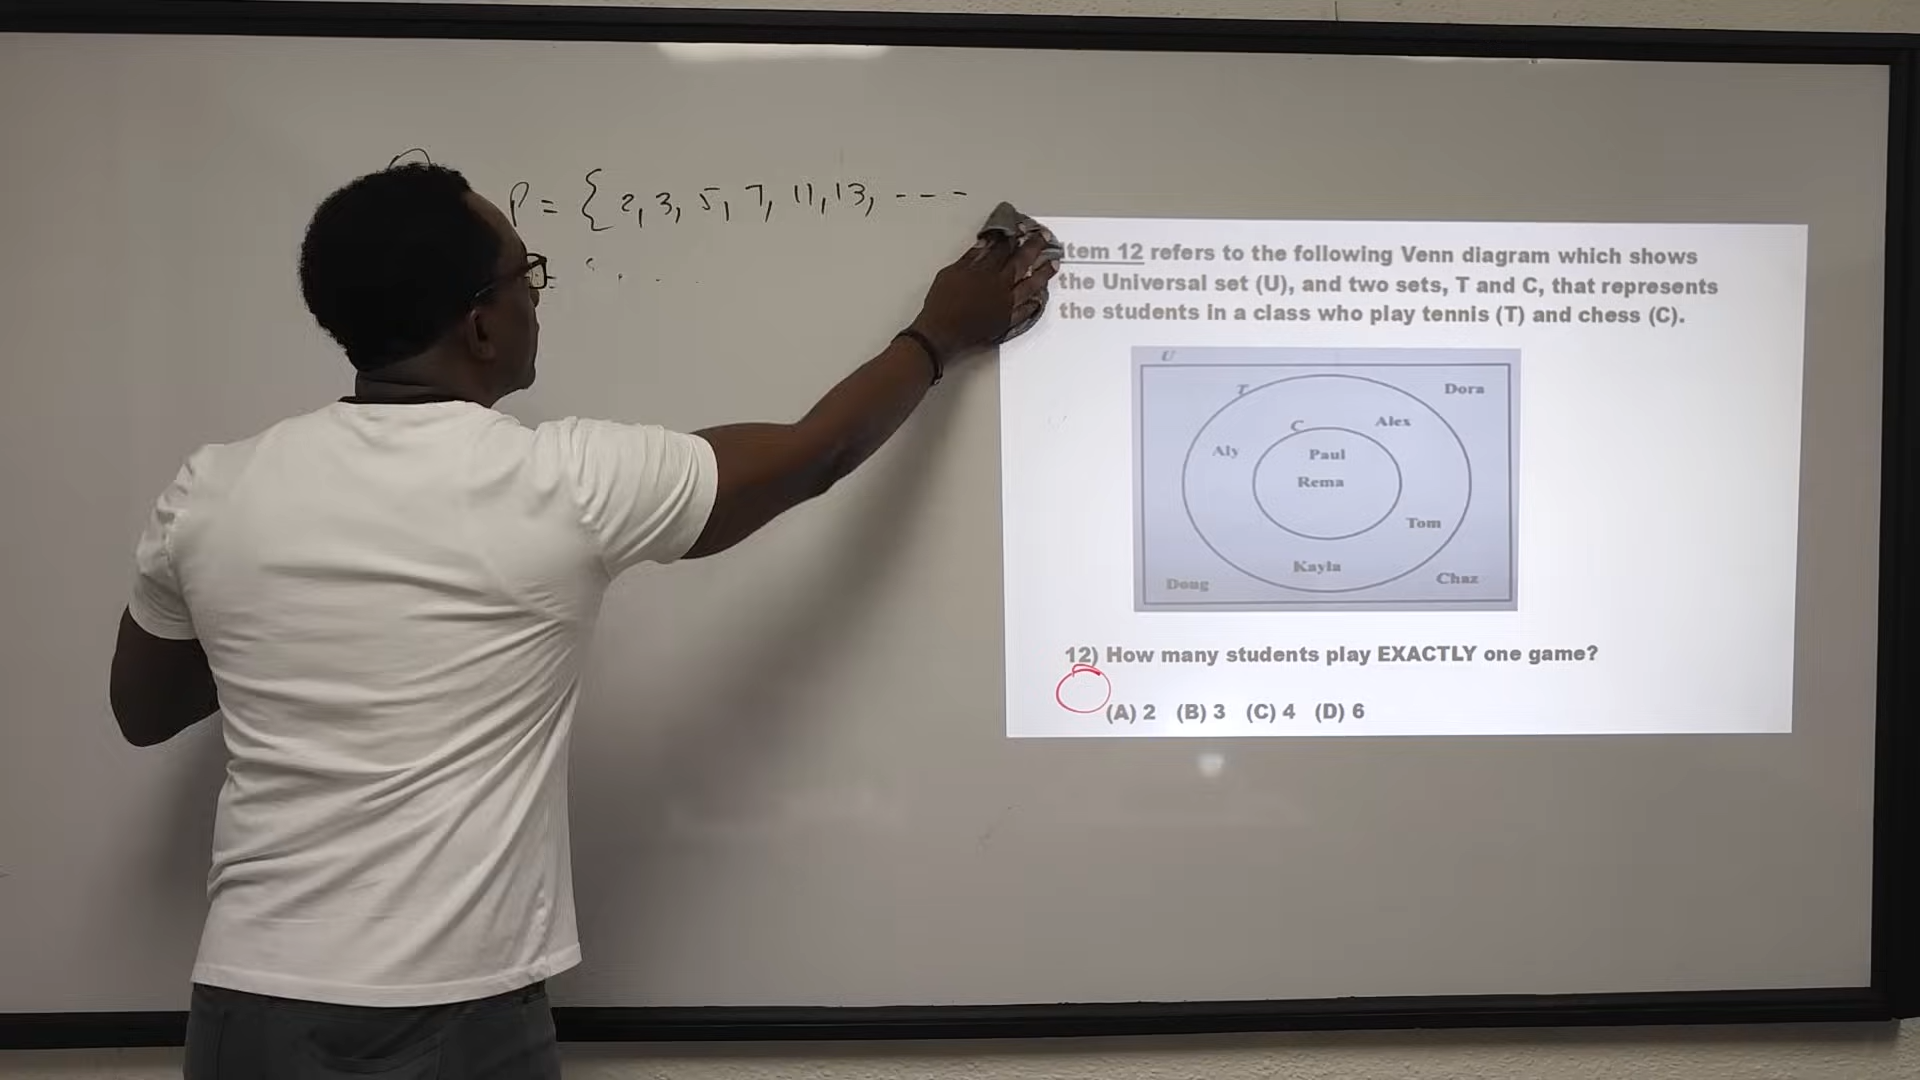 P = { 2, 3, 5, 7, 11, 13, - - -
=
Item 12 refers to the following Venn diagram which shows
the Universal set (U), and two sets, T and C, that represents
the students in a class who play tennis (T) and chess (C).
U
T
Dora
C
Alex
Aly
Paul
Rema
Tom
Kayla
Doug
Chaz
12) How many students play EXACTLY one game?
(A) 2 (B) 3 (C) 4 (D) 6